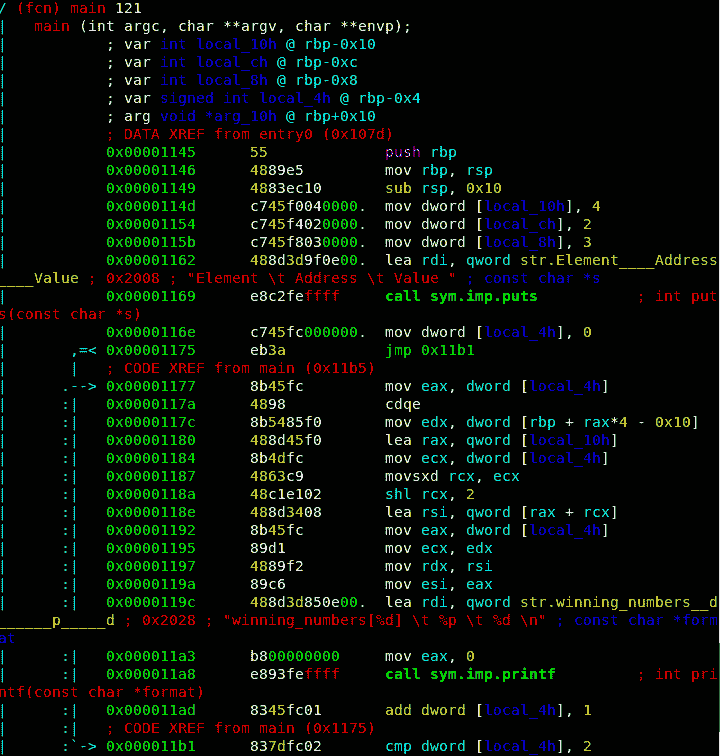 / (fcn) main 121
|   main (int argc, char **argv, char **envp);
|           ; var int local_10h @ rbp-0x10
|           ; var int local_ch @ rbp-0xc
|           ; var int local_8h @ rbp-0x8
|           ; var signed int local_4h @ rbp-0x4
|           ; arg void *arg_10h @ rbp+0x10
|           ; DATA XREF from entry0 (0x107d)
|           0x00001145      55              push rbp
|           0x00001146      4889e5          mov rbp, rsp
|           0x00001149      4883ec10        sub rsp, 0x10
|           0x0000114d      c745f0040000.   mov dword [local_10h], 4
|           0x00001154      c745f4020000.   mov dword [local_ch], 2
|           0x0000115b      c745f8030000.   mov dword [local_8h], 3
|           0x00001162      488d3d9f0e00.   lea rdi, qword str.Element____Address
____Value ; 0x2008 ; "Element \t Address \t Value " ; const char *s
|           0x00001169      e8c2feffff      call sym.imp.puts           ; int put
s(const char *s)
|           0x0000116e      c745fc000000.   mov dword [local_4h], 0
|       ,=< 0x00001175      eb3a            jmp 0x11b1
|       |   ; CODE XREF from main (0x11b5)
|      .--> 0x00001177      8b45fc          mov eax, dword [local_4h]
|      :|   0x0000117a      4898            cdqe
|      :|   0x0000117c      8b5485f0        mov edx, dword [rbp + rax*4 - 0x10]
|      :|   0x00001180      488d45f0        lea rax, qword [local_10h]
|      :|   0x00001184      8b4dfc          mov ecx, dword [local_4h]
|      :|   0x00001187      4863c9          movsxd rcx, ecx
|      :|   0x0000118a      48c1e102        shl rcx, 2
|      :|   0x0000118e      488d3408        lea rsi, qword [rax + rcx]
|      :|   0x00001192      8b45fc          mov eax, dword [local_4h]
|      :|   0x00001195      89d1            mov ecx, edx
|      :|   0x00001197      4889f2          mov rdx, rsi
|      :|   0x0000119a      89c6            mov esi, eax
|      :|   0x0000119c      488d3d850e00.   lea rdi, qword str.winning_numbers__d
______p_____d ; 0x2028 ; "winning_numbers[%d] \t %p \t %d \n" ; const char *form
at
|      :|   0x000011a3      b800000000      mov eax, 0
|      :|   0x000011a8      e893feffff      call sym.imp.printf         ; int pri
ntf(const char *format)
|      :|   0x000011ad      8345fc01        add dword [local_4h], 1
|      :|   ; CODE XREF from main (0x1175)
|      :`-> 0x000011b1      837dfc02        cmp dword [local_4h], 2